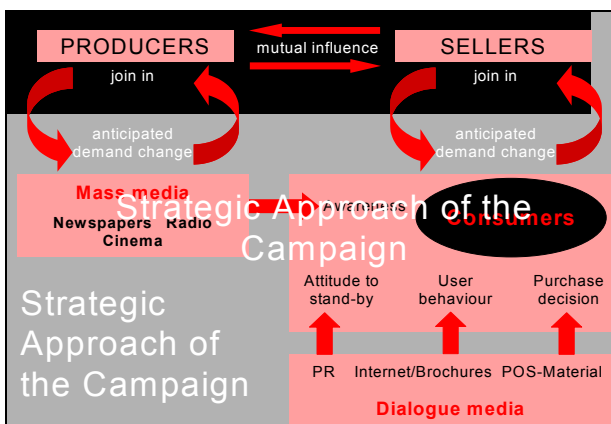 PRODUCERS
mutual influence
SELLERS
join in
join in
anticipated
demand change
anticipated
demand change
Mass media
Newspapers Radio
Cinema
Awareness
Consumers
Strategic Approach of the
Campaign
Attitude to
stand-by
User
behaviour
Purchase
decision
Strategic
Approach of
the Campaign
PR
Internet/Brochures
POS-Material
Dialogue media